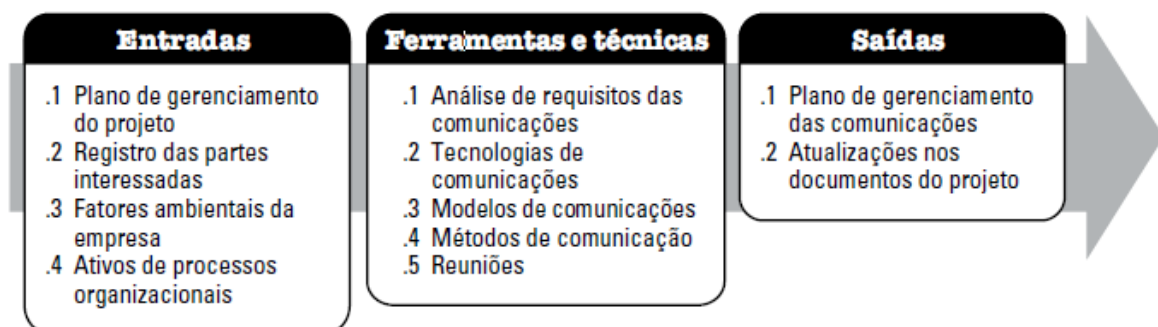 Entradas
.1 Plano de gerenciamento
do projeto
.2 Registro das partes
interessadas
.3 Fatores ambientais da
empresa
.4 Ativos de processos
organizacionais
Ferramentas e técnicas
.1 Análise de requisitos das
comunicações
.2 Tecnologias de
comunicações
.3 Modelos de comunicações
.4 Métodos de comunicação
.5 Reuniões
Saídas
.1 Plano de gerenciamento
das comunicações
.2 Atualizações nos
documentos do projeto